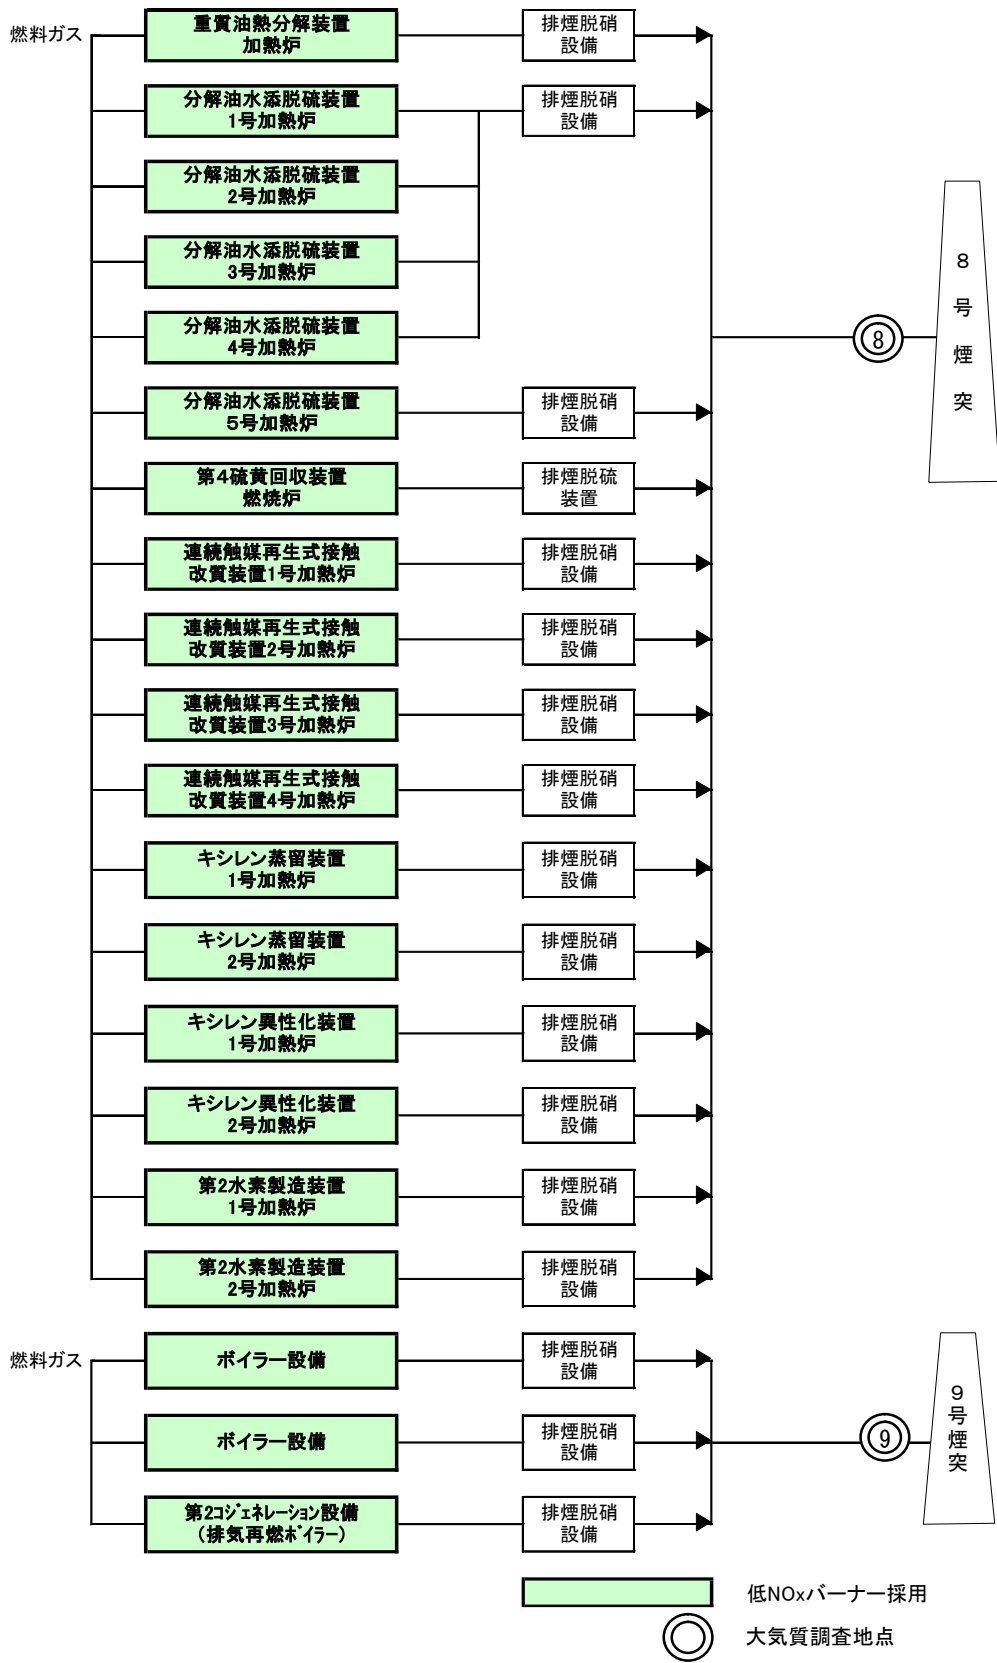 燃料ガス
重質油熱分解装置
加熱炉
排煙脱硝
設備
分解油水添脱硫装置
1号加熱炉
排煙脱硝
設備
分解油水添脱硫装置
2号加熱炉
分解油水添脱硫装置
3号加熱炉
分解油水添脱硫装置
4号加熱炉
8
8
号
煙
突
分解油水添脱硫装置
5号加熱炉
排煙脱硝
設備
第4硫黄回収装置
燃焼炉
排煙脱硫
装置
連続触媒再生式接触
改質装置1号加熱炉
排煙脱硝
設備
連続触媒再生式接触
改質装置2号加熱炉
排煙脱硝
設備
連続触媒再生式接触
改質装置3号加熱炉
排煙脱硝
設備
連続触媒再生式接触
改質装置4号加熱炉
排煙脱硝
設備
キシレン蒸留装置
1号加熱炉
排煙脱硝
設備
キシレン蒸留装置
2号加熱炉
排煙脱硝
設備
キシレン異性化装置
1号加熱炉
排煙脱硝
設備
キシレン異性化装置
2号加熱炉
排煙脱硝
設備
第2水素製造装置
1号加熱炉
排煙脱硝
設備
第2水素製造装置
2号加熱炉
排煙脱硝
設備
燃料ガス
ボイラー設備
排煙脱硝
設備
ボイラー設備
排煙脱硝
設備
9
9
号
煙
突
第2ｺｼﾞｪﾈﾚｰｼｮﾝ設備
(排気再燃ﾎﾞｲﾗｰ)
排煙脱硝
設備
低NOxバーナー採用
大気質調査地点